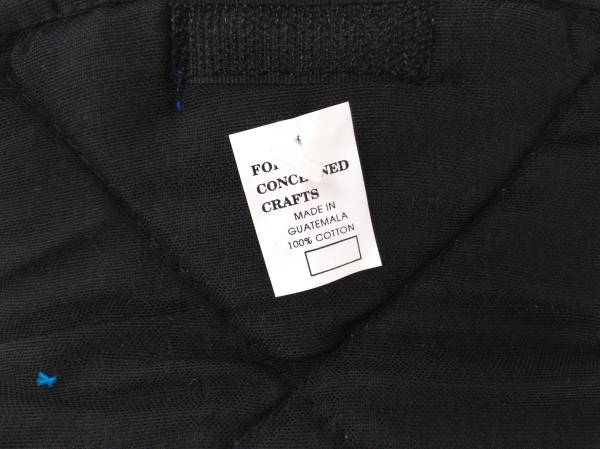 CRAFTS
MADE IN
GUATEMALA
100% COTTON